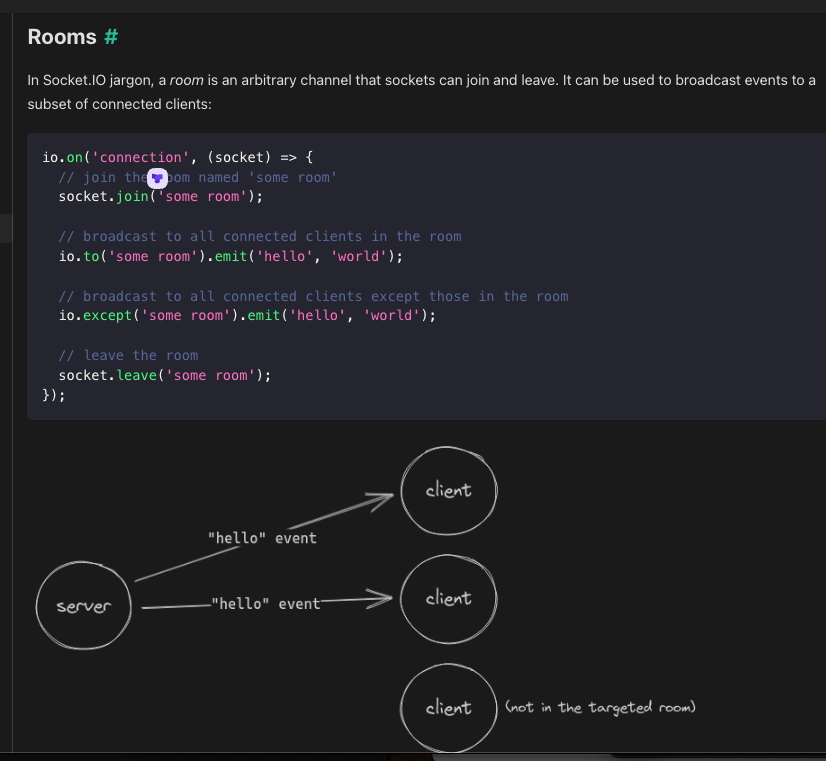 Rooms #
In Socket.IO jargon, a room is an arbitrary channel that sockets can join and leave. It can be used to broadcast events to a
subset of connected clients:
io.on('connection', (socket) => {
// join the oom named 'some room'
socket.join('some room');
// broadcast to all connected clients in the room
io.to('some room').emit('hello', 'world');
// broadcast to all connected clients except those in the room
io.except('some room').emit('hello', 'world');
// leave the room
socket.leave('some room');
});
client
"hello" event
client
"hello" event
server
client (not in the targeted room)